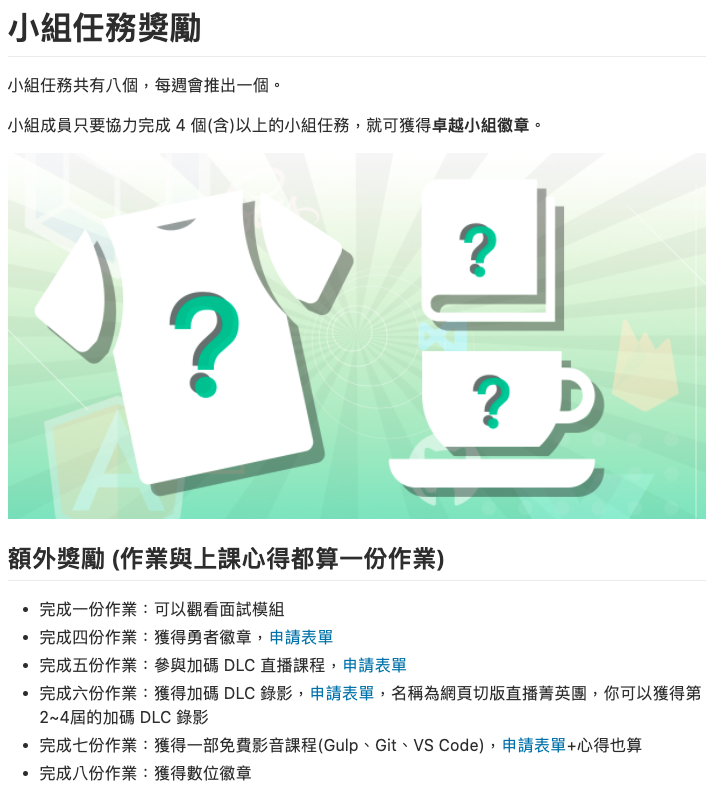 小組任務獎勵
小組任務共有八個，每週會推出一個。
小組成員只要協力完成 4 個(含)以上的小組任務，就可獲得卓越小組徽章。
?
?
?
額外獎勵 (作業與上課心得都算一份作業)
• 完成一份作業：可以觀看面試模組
• 完成四份作業：獲得勇者徽章，申請表單
• 完成五份作業：參與加碼 DLC 直播課程，申請表單
• 完成六份作業：獲得加碼 DLC 錄影，申請表單，名稱為網頁切版直播菁英團，你可以獲得第
2~4屆的加碼 DLC 錄影
• 完成七份作業：獲得一部免費影音課程(Gulp、Git、VS Code)，申請表單+心得也算
• 完成八份作業：獲得數位徽章